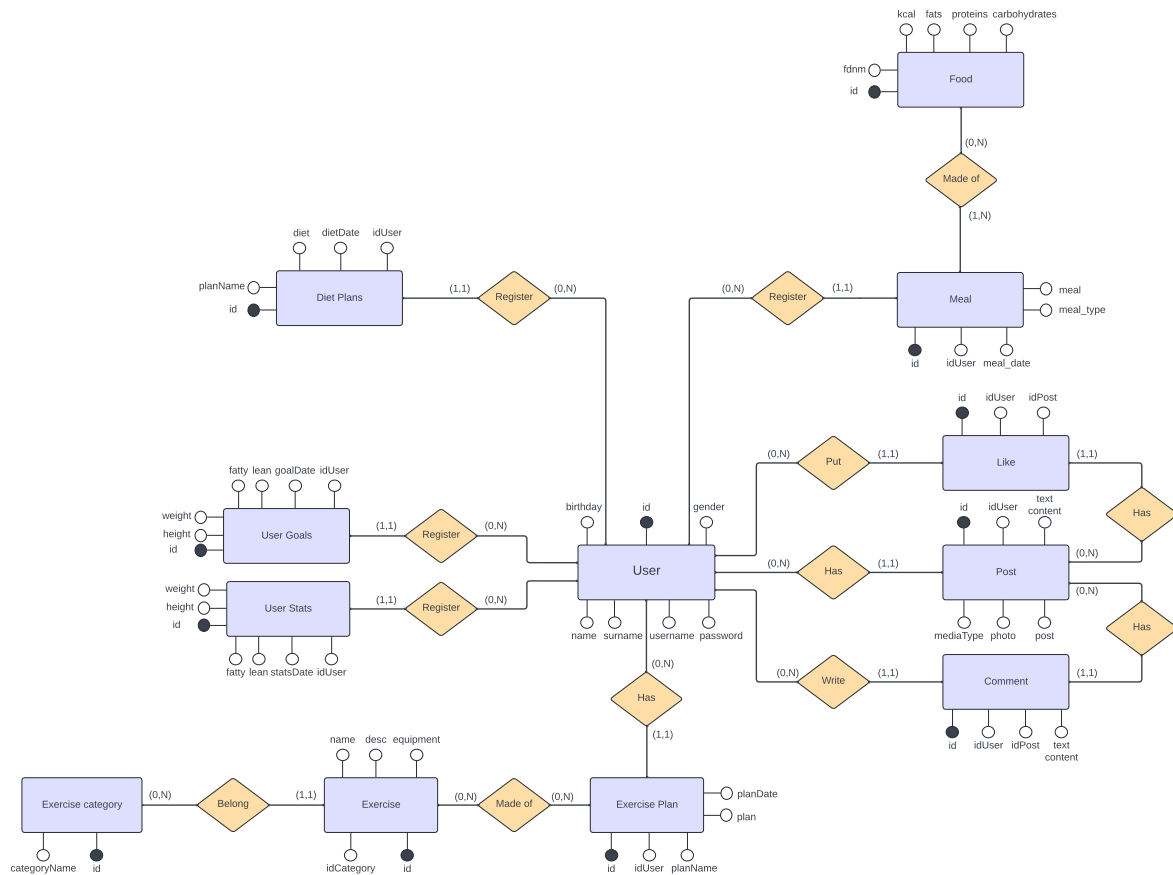 kcal fats proteins carbohydrates
fdnm
Food
id
(0,N)
Made of
(1,N)
diet dietDate idUser
planName
Diet Plans
id
(1,1)
Register
(0,N)
(0,N)
Register
(1,1)
Meal
meal
meal_type
id idUser meal_date
id idUser idPost
(0,N)
Put
(1,1)
Like
(1,1)
Has
fatty lean goalDate idUser
weight
height
id
User Goals
(1,1)
Register
(0,N)
birthday id gender
User
name surname username password
(0,N)
Has
(1,1)
id idUser text
content
Post
(0,N)
(0,N)
mediaType photo post
Has
weight
height
id
User Stats
(1,1)
Register
(0,N)
fatty lean statsDate idUser
(0,N)
Write
(1,1)
Comment
(1,1)
id idUser idPost text
content
(0,N)
Has
(1,1)
name desc equipment
Exercise category
(0,N)
Belong
(1,1)
Exercise
(0,N)
Made of
(0,N)
Exercise Plan
planDate
plan
categoryName id
idCategory id
id idUser planName